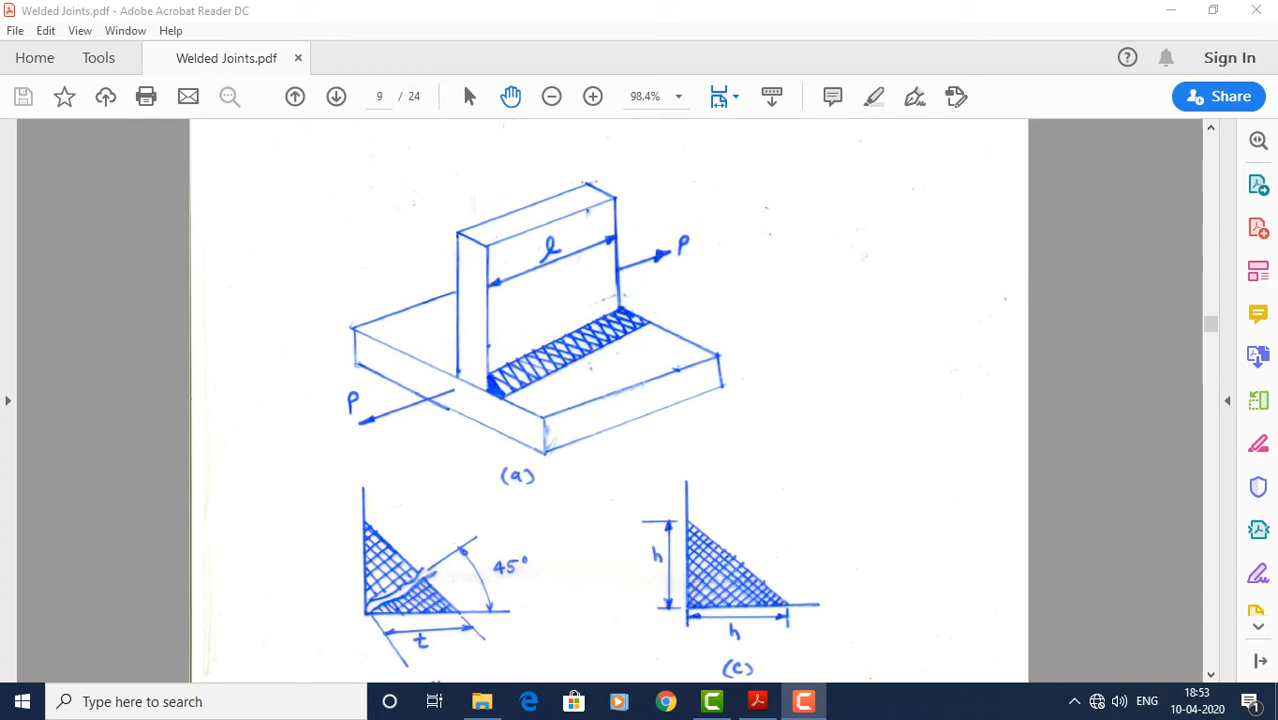 Welded Joints.pdf - Adobe Acrobat Reader DC
File Edit View Window Help
Home Tools Welded Joints.pdf Sign In
9 / 24 98.4% Share
l
P
P
(a)
45°
t
h
h
(c)
Type here to search
ENG
18:53
10-04-2020
1